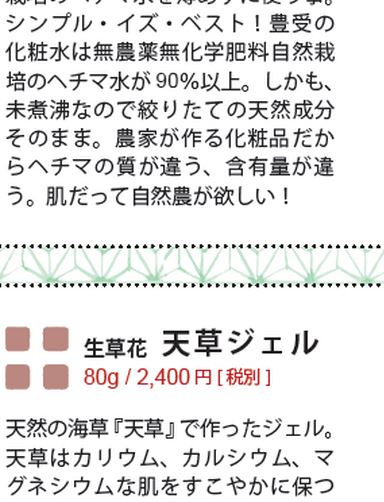 シンプル・イズ・ベスト！豊受の
化粧水は無農薬無化学肥料自然栽
培のヘチマ水が90%以上。しかも、
未煮沸なので絞りたての天然成分
そのまま。農家が作る化粧品だか
らヘチマの質が違う、含有量が違
う。肌だって自然農が欲しい！
生草花 天草ジェル
80g / 2,400円 [ 税別 ]
天然の海草『天草』で作ったジェル。
天草はカリウム、カルシウム、マ
グネシウムな肌をすこやかに保つ